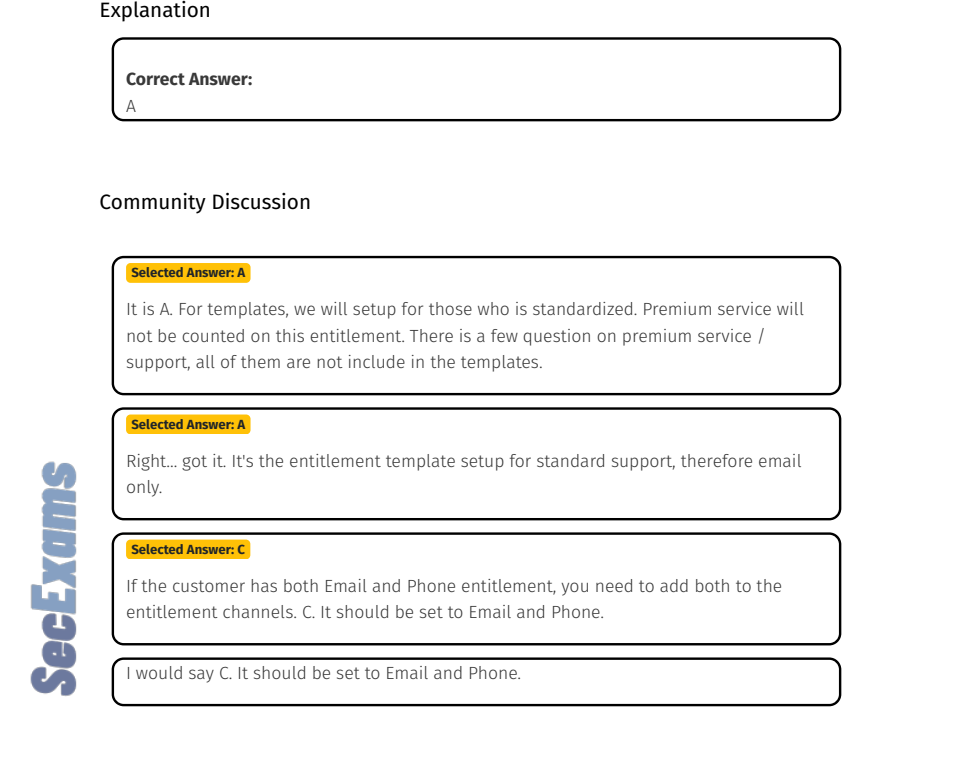 Explanation
Correct Answer:
A
Community Discussion
Selected Answer: A
It is A. For templates, we will setup for those who is standardized. Premium service will
not be counted on this entitlement. There is a few question on premium service /
support, all of them are not include in the templates.
Selected Answer: A
Right... got it. It's the entitlement template setup for standard support, therefore email
only.
Selected Answer: C
If the customer has both Email and Phone entitlement, you need to add both to the
entitlement channels. C. It should be set to Email and Phone.
I would say C. It should be set to Email and Phone.
SecExams